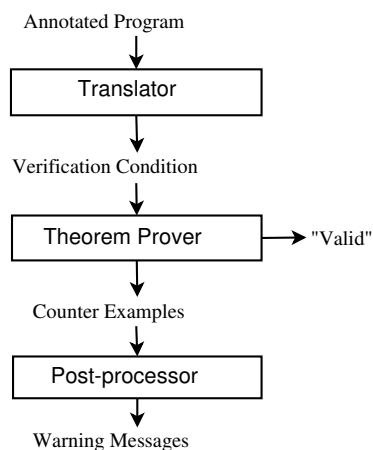 Annotated Program
Translator
Verification Condition
Theorem Prover
"Valid"
Counter Examples
Post-processor
Warning Messages